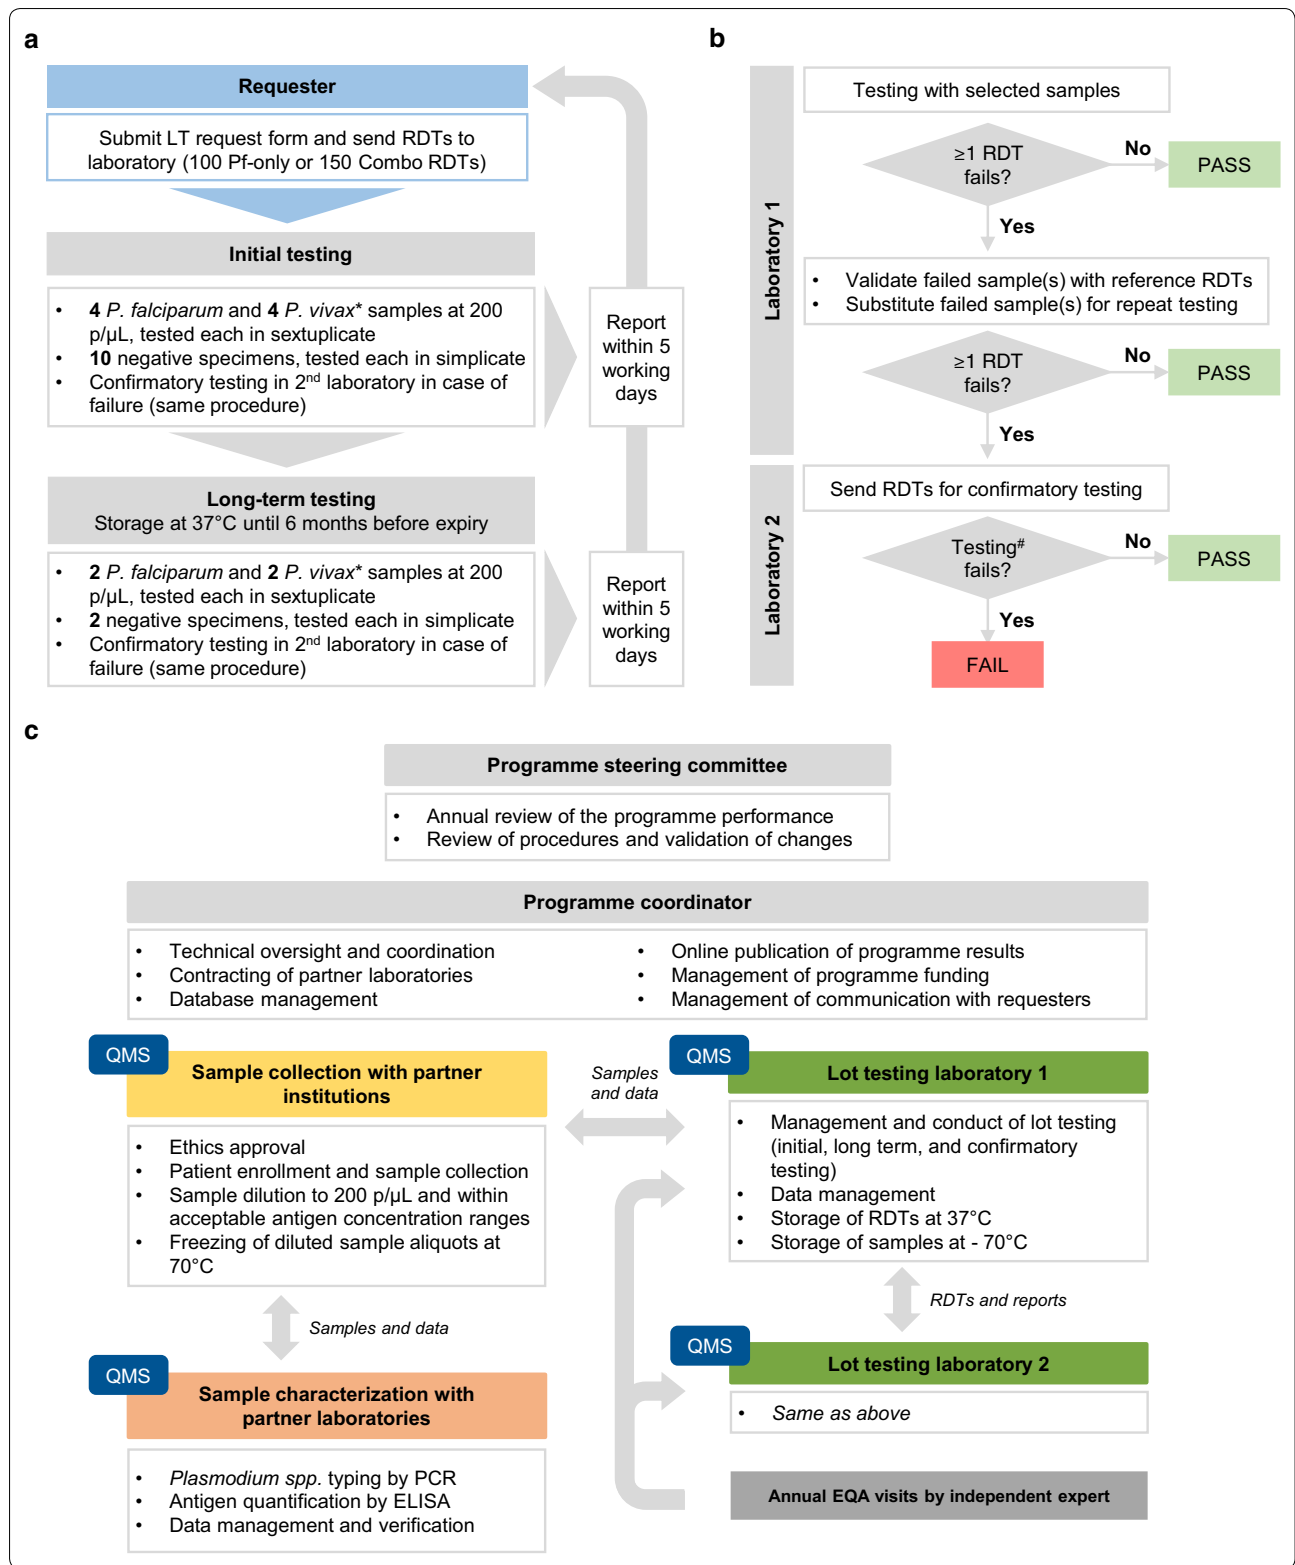 a
Requester
Submit LT request form and send RDTs to
laboratory (100 Pf-only or 150 Combo RDTs)
Initial testing
• 4 P. falciparum and 4 P. vivax* samples at 200
p/µL, tested each in sextuplicate
• 10 negative specimens, tested each in simplicate
• Confirmatory testing in 2nd laboratory in case of
failure (same procedure)
Report
within 5
working
days
Long-term testing
Storage at 37°C until 6 months before expiry
• 2 P. falciparum and 2 P. vivax* samples at 200
p/µL, tested each in sextuplicate
• 2 negative specimens, tested each in simplicate
• Confirmatory testing in 2nd laboratory in case of
failure (same procedure)
Report
within 5
working
days
b
Laboratory 1
Testing with selected samples
≥1 RDT
fails?
No
PASS
Yes
• Validate failed sample(s) with reference RDTs
• Substitute failed sample(s) for repeat testing
≥1 RDT
fails?
No
PASS
Yes
Laboratory 2
Send RDTs for confirmatory testing
Testing#
fails?
No
PASS
Yes
FAIL
c
Programme steering committee
• Annual review of the programme performance
• Review of procedures and validation of changes
Programme coordinator
• Technical oversight and coordination
• Contracting of partner laboratories
• Database management
• Online publication of programme results
• Management of programme funding
• Management of communication with requesters
QMS
Sample collection with partner
institutions
• Ethics approval
• Patient enrollment and sample collection
• Sample dilution to 200 p/µL and within
acceptable antigen concentration ranges
• Freezing of diluted sample aliquots at
70°C
Samples
and data
QMS
Lot testing laboratory 1
• Management and conduct of lot testing
(initial, long term, and confirmatory
testing)
• Data management
• Storage of RDTs at 37°C
• Storage of samples at - 70°C
Samples and data
RDTs and reports
QMS
Sample characterization with
partner laboratories
• Plasmodium spp. typing by PCR
• Antigen quantification by ELISA
• Data management and verification
QMS
Lot testing laboratory 2
• Same as above
Annual EQA visits by independent expert